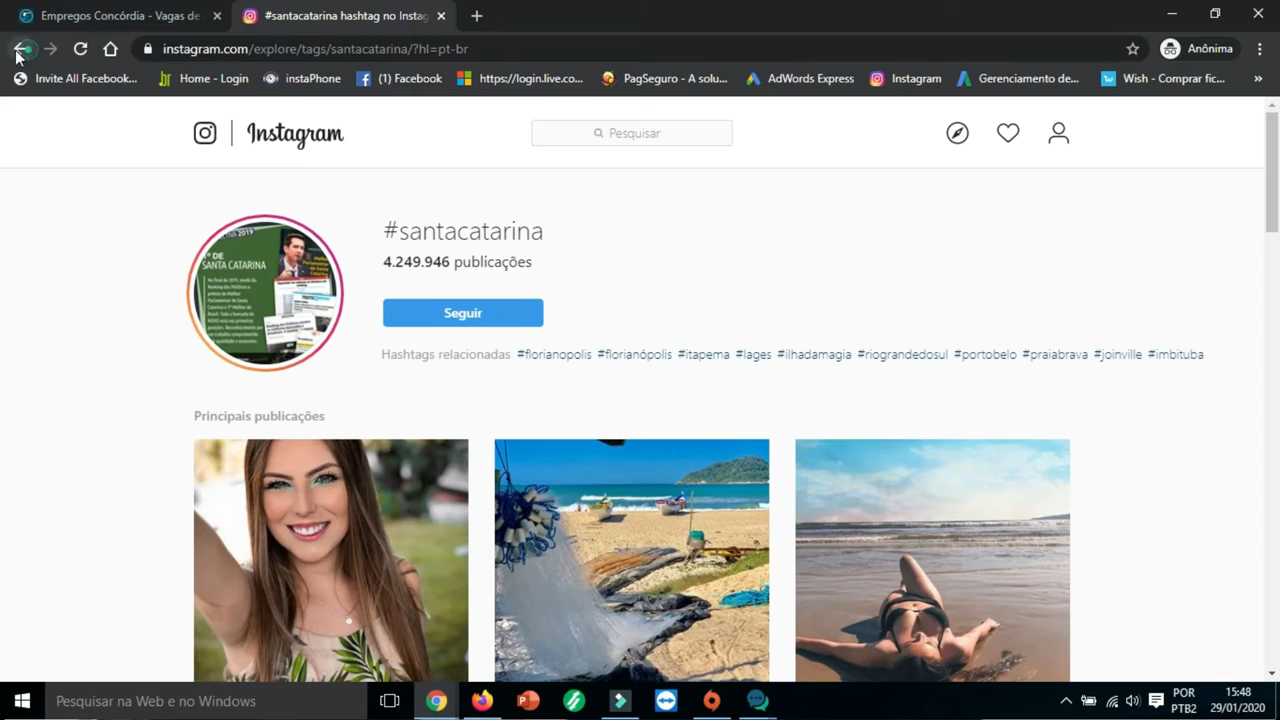 Empregos Concórdia - Vagas de
#santacatarina hashtag no Instag
instagram.com/explore/tags/santacatarina/?hl=pt-br
Anônima
Invite All Facebook...
Home - Login
instaPhone
(1) Facebook
https://login.live.co...
PagSeguro - A solu...
AdWords Express
Instagram
Gerenciamento de...
Wish - Comprar fic...
»
Instagram
Pesquisar
#santacatarina
4.249.946 publicações
Seguir
Hashtags relacionadas #florianopolis #florianópolis #itapema #lages #ilhadamagia #riograndedosul #portobelo #praiabrava #joinville #imbituba
2019
1º DE
SANTA CATARINA
Principais publicações
Pesquisar na Web e no Windows
POR
PTB2
15:48
29/01/2020